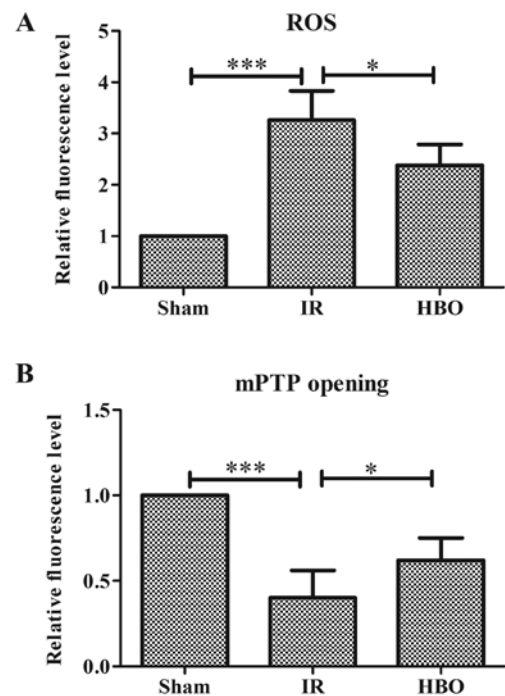 A
ROS
Relative fluorescence level
5
4
3
2
1
0
***
*
Sham IR HBO
B
mPTP opening
Relative fluorescence level
1.5
1.0
0.5
0.0
***
*
Sham IR HBO